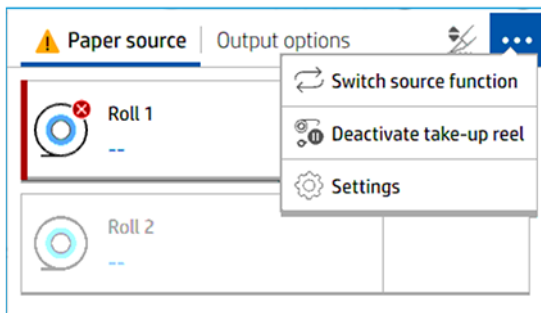 Paper source
Output options
Switch source function
Roll 1
--
Deactivate take-up reel
Settings
Roll 2
--